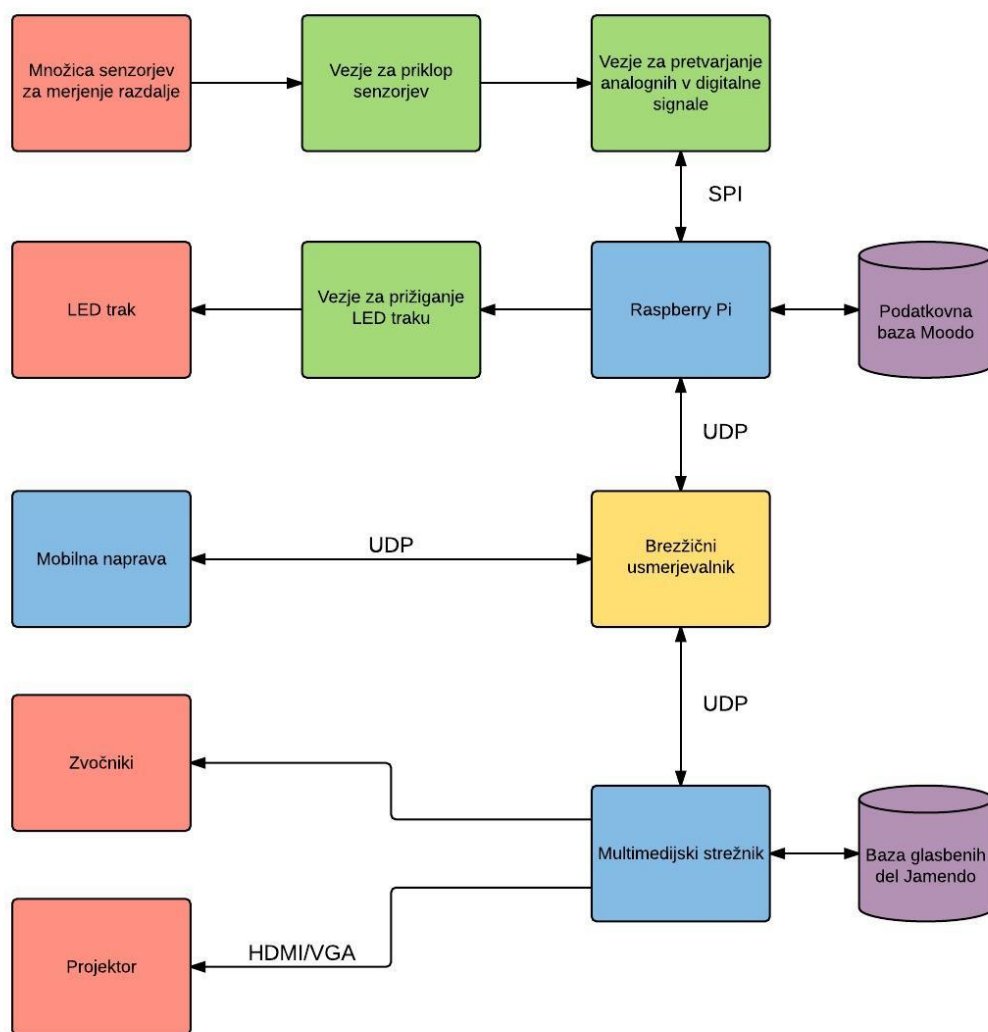 Množica senzorjev
za merjenje razdalje
Vezje za priklop
senzorjev
Vezje za pretvarjanje
analognih v digitalne
signale
SPI
LED trak
Vezje za prižiganje
LED traku
Raspberry Pi
Podatkovna
baza Moodo
UDP
Mobilna naprava
UDP
Brezžični
usmerjevalnik
UDP
Zvočniki
Multimedijski strežnik
Baza glasbenih
del Jamendo
HDMI/VGA
Projektor